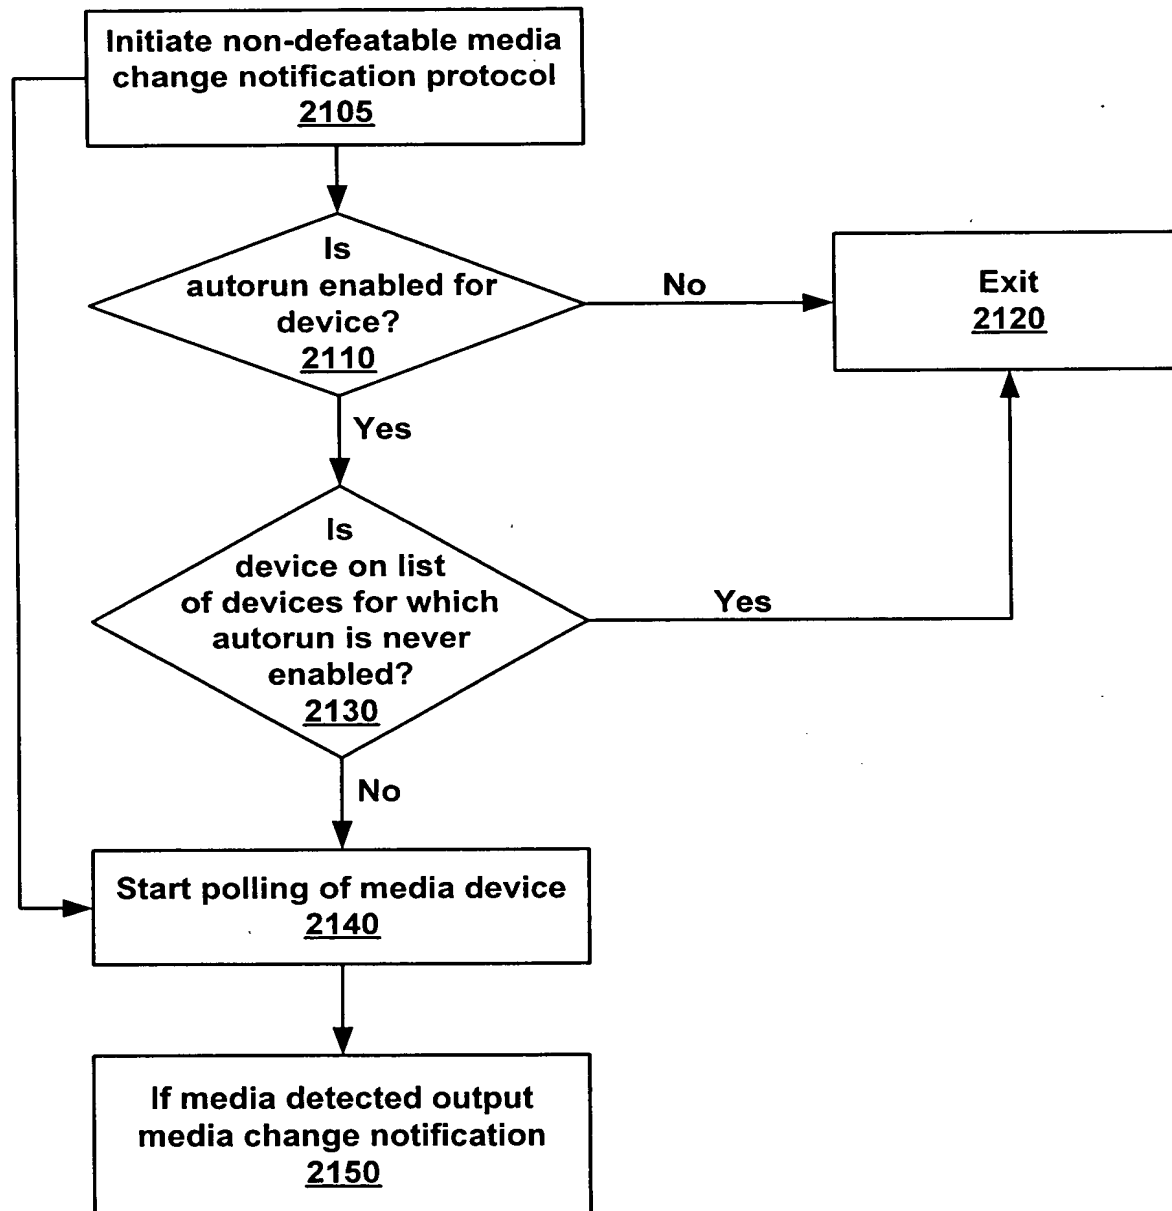 Initiate non-defeatable media
change notification protocol
2105
Is
autorun enabled for
device?
2110
No
Exit
2120
Yes
Is
device on list
of devices for which
autorun is never
enabled?
2130
Yes
No
Start polling of media device
2140
If media detected output
media change notification
2150